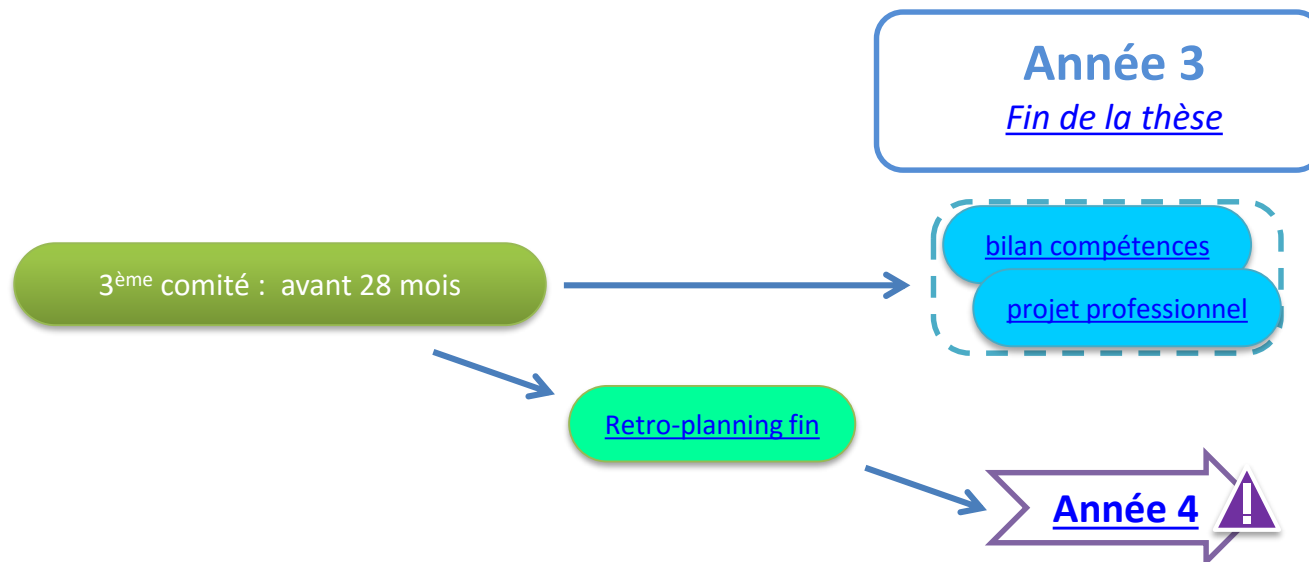 Année 3
Fin de la thèse
bilan compétences
3ème comité : avant 28 mois
projet professionnel
Retro-planning fin
Année 4
!